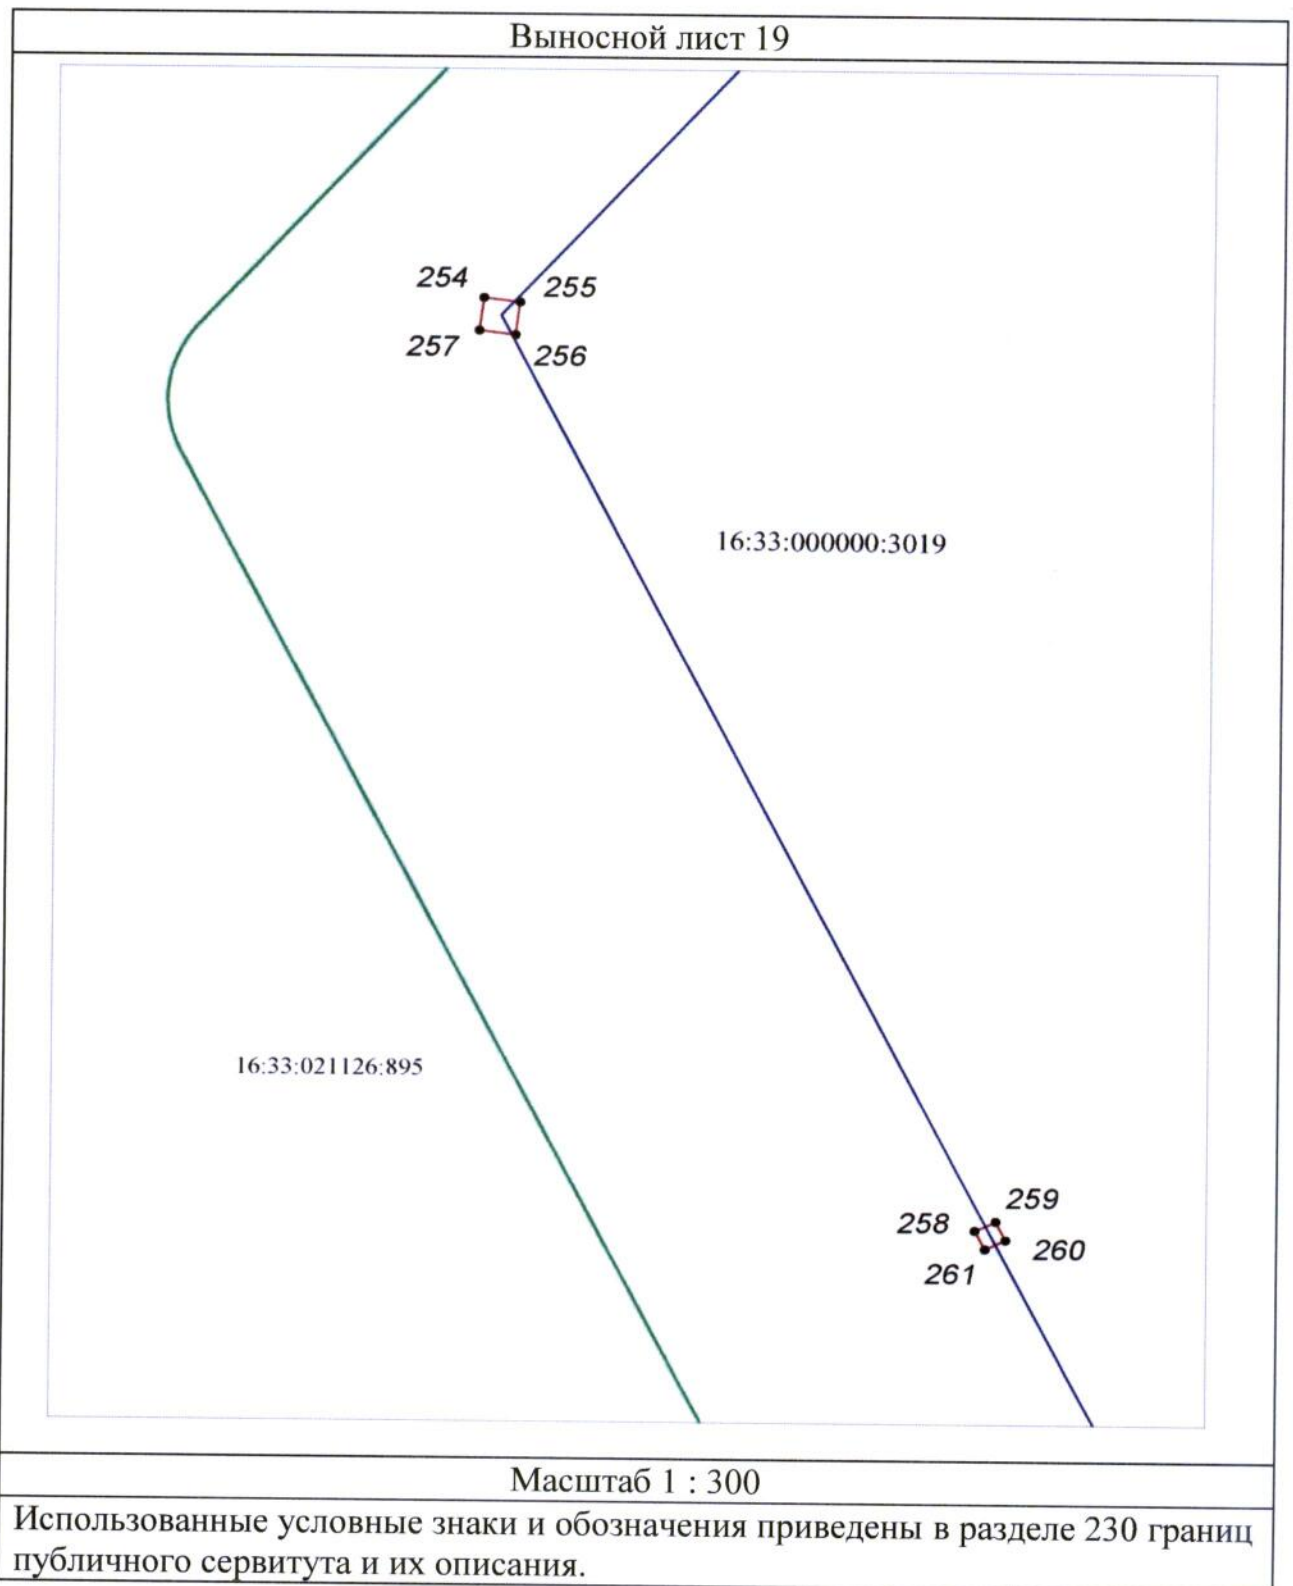 Выносной лист 19
254
255
257
256
16:33:000000:3019
16:33:021126:895
259
258
260
261
Масштаб 1 : 300
Использованные условные знаки и обозначения приведены в разделе 230 границ
публичного сервитута и их описания.